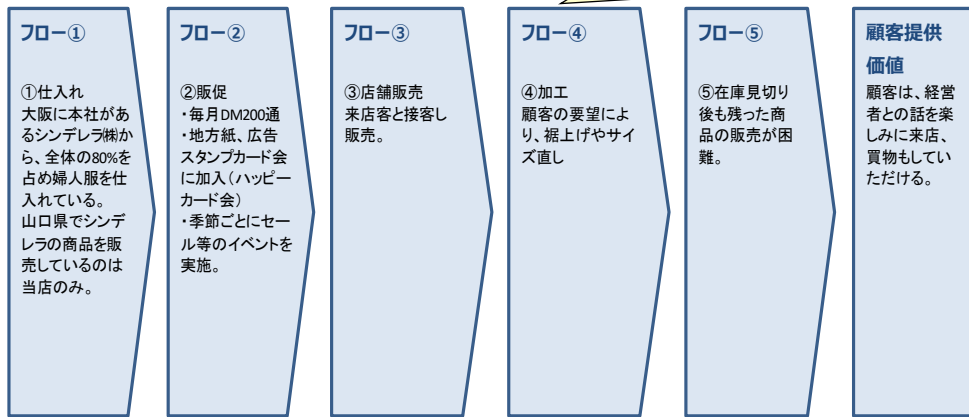 フロー①
①仕入れ
大阪に本社があ
るシンデレラ㈱か
ら、全体の80%を
占め婦人服を仕
入れている。
山口県でシンデ
レラの商品を販
売しているのは
当店のみ。
フロー②
②販促
・毎月DM200通
・地方紙、広告
スタンプカード会
に加入(ハッピー
カード会)
・季節ごとにセー
ル等のイベントを
実施。
フロー③
③店舗販売
来店客と接客し
販売。
フロー④
④加工
顧客の要望によ
り、裾上げやサイ
ズ直し
フロー⑤
⑤在庫見切り
後も残った商
品の販売が困
難。
顧客提供
価値
顧客は、経営
者との話を楽
しみに来店、
買物もしてい
ただける。